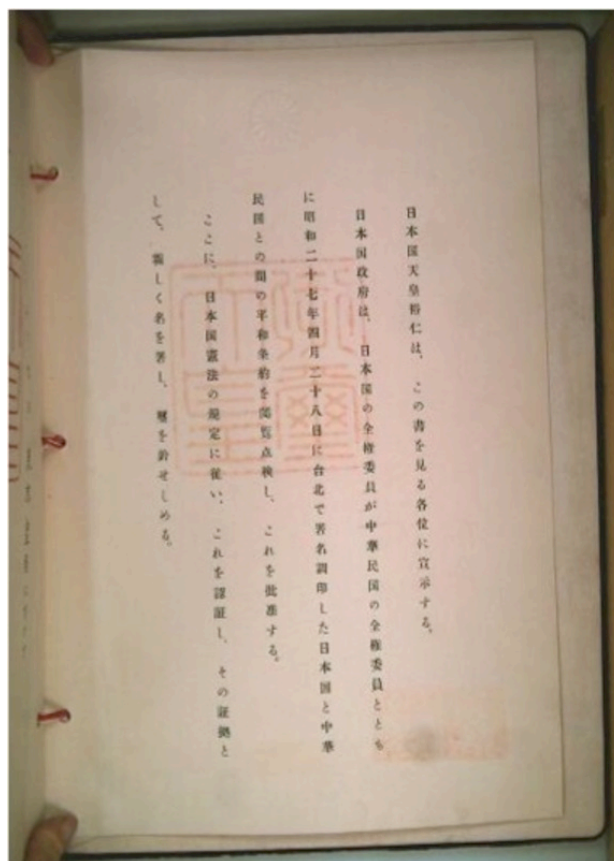 日本国天皇裕仁は、この書を見る各位に宣示する。
日本国政府は、日本国の全権委員が中華民国の全権委員ととも
に昭和二十七年四月二十八日に台北で署名調印した日本国と中華
民国との間の平和条約を閲覧点検し、これを批准する。
ここに、日本国憲法の規定に従い、これを認証し、その証拠と
して、親しく名を署し、璽を鈐せしめる。